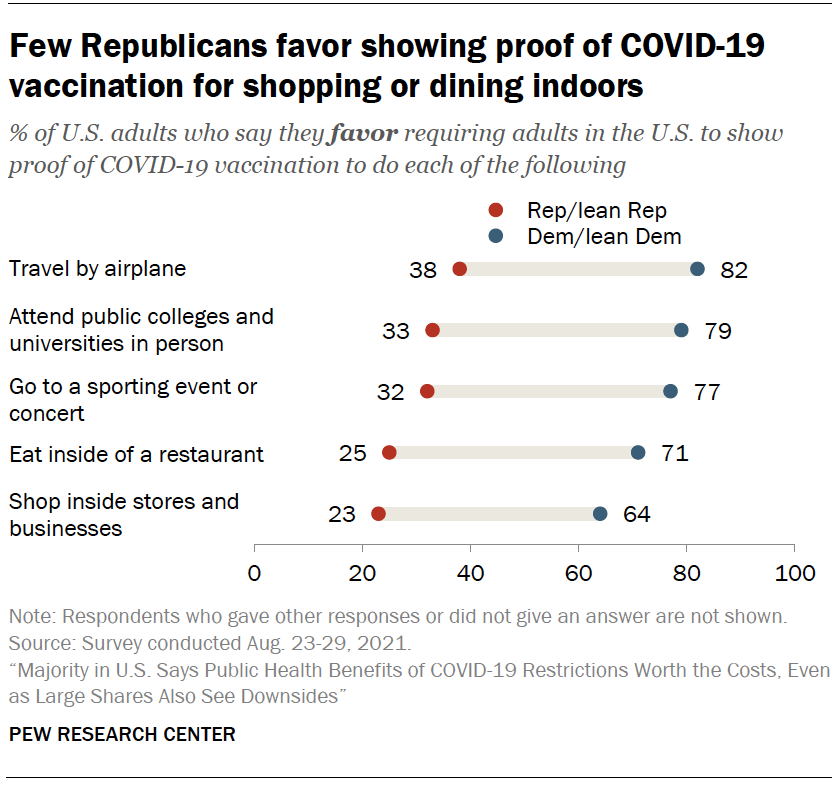 Few Republicans favor showing proof of COVID-19
vaccination for shopping or dining indoors
% of U.S. adults who say they favor requiring adults in the U.S. to show
proof of COVID-19 vaccination to do each of the following
Rep/lean Rep
Dem/lean Dem
Travel by airplane
38
82
Attend public colleges and
universities in person
33
79
Go to a sporting event or
concert
32
77
Eat inside of a restaurant
25
71
Shop inside stores and
businesses
23
64
0 20 40 60 80 100
Note: Respondents who gave other responses or did not give an answer are not shown.
Source: Survey conducted Aug. 23-29, 2021.
“Majority in U.S. Says Public Health Benefits of COVID-19 Restrictions Worth the Costs, Even
as Large Shares Also See Downsides”
PEW RESEARCH CENTER